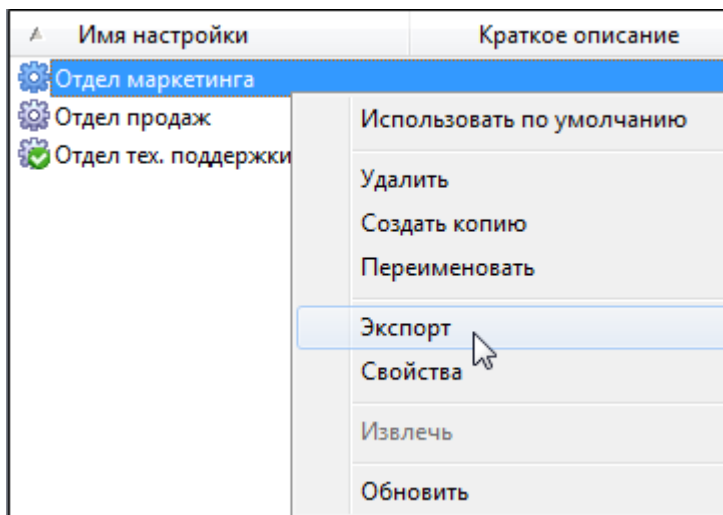 Имя настройки Краткое описание
Отдел маркетинга
Отдел продаж
Отдел тех. поддержки
Использовать по умолчанию
Удалить
Создать копию
Переименовать
Экспорт
Свойства
Извлечь
Обновить